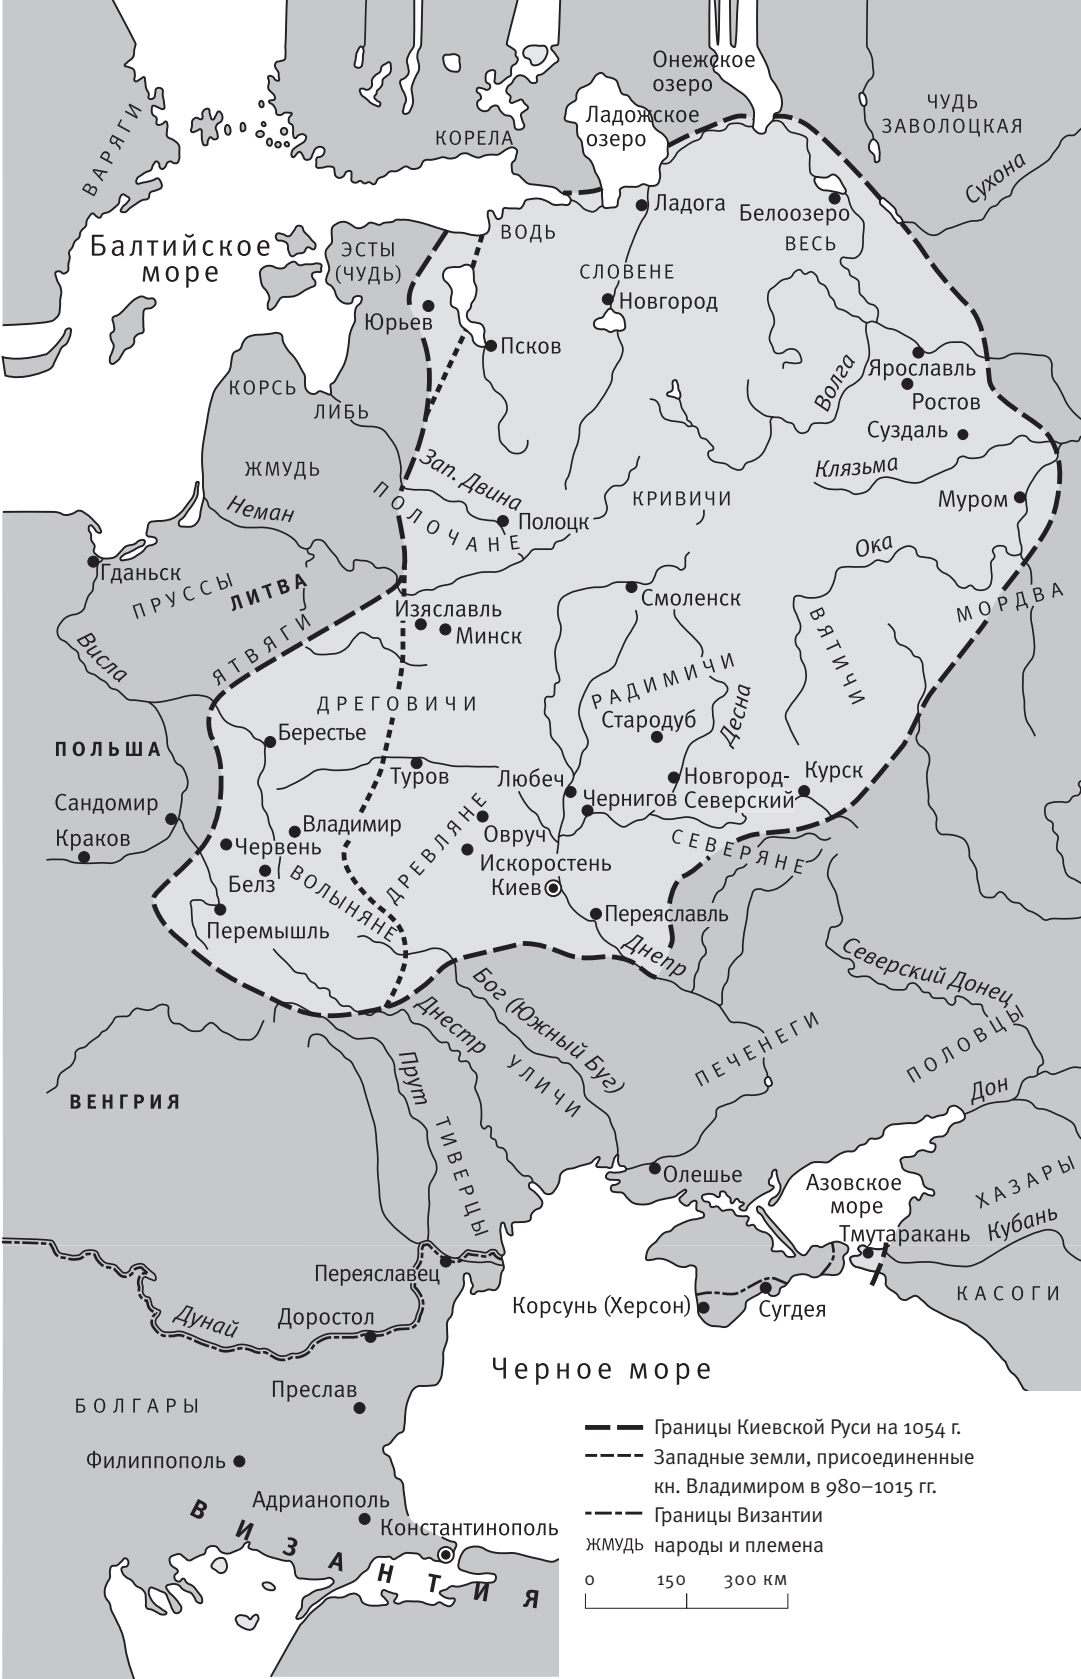 Онежское
озеро
Ладожское
озеро
ЧУДЬ
ЗАВОЛОЦКАЯ
КОРЕЛА
ВАРЯГИ
Сухона
Ладога
Белоозеро
ВЕСЬ
ВОДЬ
Балтийское
море
ЭСТЫ
(ЧУДЬ)
СЛОВЕНЕ
Новгород
Юрьев
Псков
Ярославль
Волга
Ростов
КОРСЬ
ЛИБЬ
Суздаль
ЖМУДЬ
Зап. Двина
Клязьма
Неман
ПОЛОЧАНЕ
КРИВИЧИ
Муром
Полоцк
Ока
Гданьск
ПРУССЫ
ЛИТВА
Изяславль
Смоленск
МОРДВА
Минск
ВЯТИЧИ
Висла
ЯТВЯГИ
РАДИМИЧИ
ДРЕГОВИЧИ
Стародуб
Десна
Берестье
ПОЛЬША
Туров
Любеч
Новгород-
Северский
Курск
Сандомир
Чернигов
Владимир
ДРЕВЛЯНЕ
Овруч
Краков
Червень
СЕВЕРЯНЕ
Искоростень
Белз
ВОЛЫНЯНЕ
Киев
Переяславль
Перемышль
Днепр
Северский Донец
Бог (Южный Буг)
Днестр
УЛИЧИ
ПЕЧЕНЕГИ
ПОЛОВЦЫ
Прут
Дон
ВЕНГРИЯ
ТИВЕРЦЫ
Олешье
Азовское
море
ХАЗАРЫ
Тмутаракань
Кубань
Переяславец
КАСОГИ
Корсунь (Херсон)
Сугдея
Дунай
Доростол
Черное море
Преслав
БОЛГАРЫ
Филиппополь
Адрианополь
Константинополь
ВИЗАНТИЯ
Границы Киевской Руси на 1054 г.
Западные земли, присоединенные
кн. Владимиром в 980–1015 гг.
Границы Византии
ЖМУДЬ народы и племена
0 150 300 км